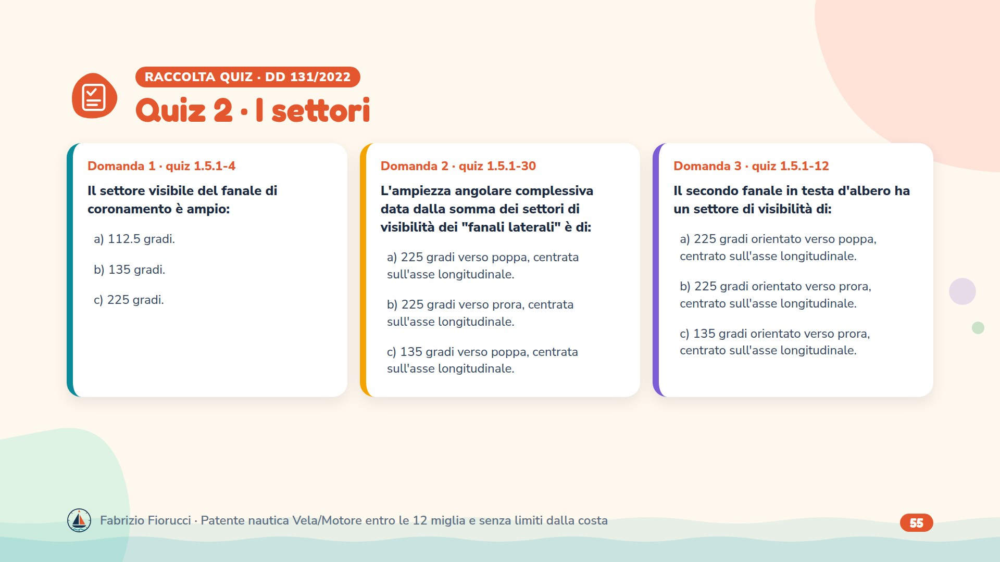 RACCOLTA QUIZ · DD 131/2022
Quiz 2 · I settori
Domanda 1 · quiz 1.5.1-4
Il settore visibile del fanale di
coronamento è ampio:
a) 112.5 gradi.
b) 135 gradi.
c) 225 gradi.
Domanda 2 · quiz 1.5.1-30
L'ampiezza angolare complessiva
data dalla somma dei settori di
visibilità dei "fanali laterali" è di:
a) 225 gradi verso poppa, centrata
sull'asse longitudinale.
b) 225 gradi verso prora, centrata
sull'asse longitudinale.
c) 135 gradi verso poppa, centrata
sull'asse longitudinale.
Domanda 3 · quiz 1.5.1-12
Il secondo fanale in testa d'albero ha
un settore di visibilità di:
a) 225 gradi orientato verso poppa,
centrato sull'asse longitudinale.
b) 225 gradi orientato verso prora,
centrato sull'asse longitudinale.
c) 135 gradi orientato verso prora,
centrato sull'asse longitudinale.
Fabrizio Fiorucci · Patente nautica Vela/Motore entro le 12 miglia e senza limiti dalla costa
55